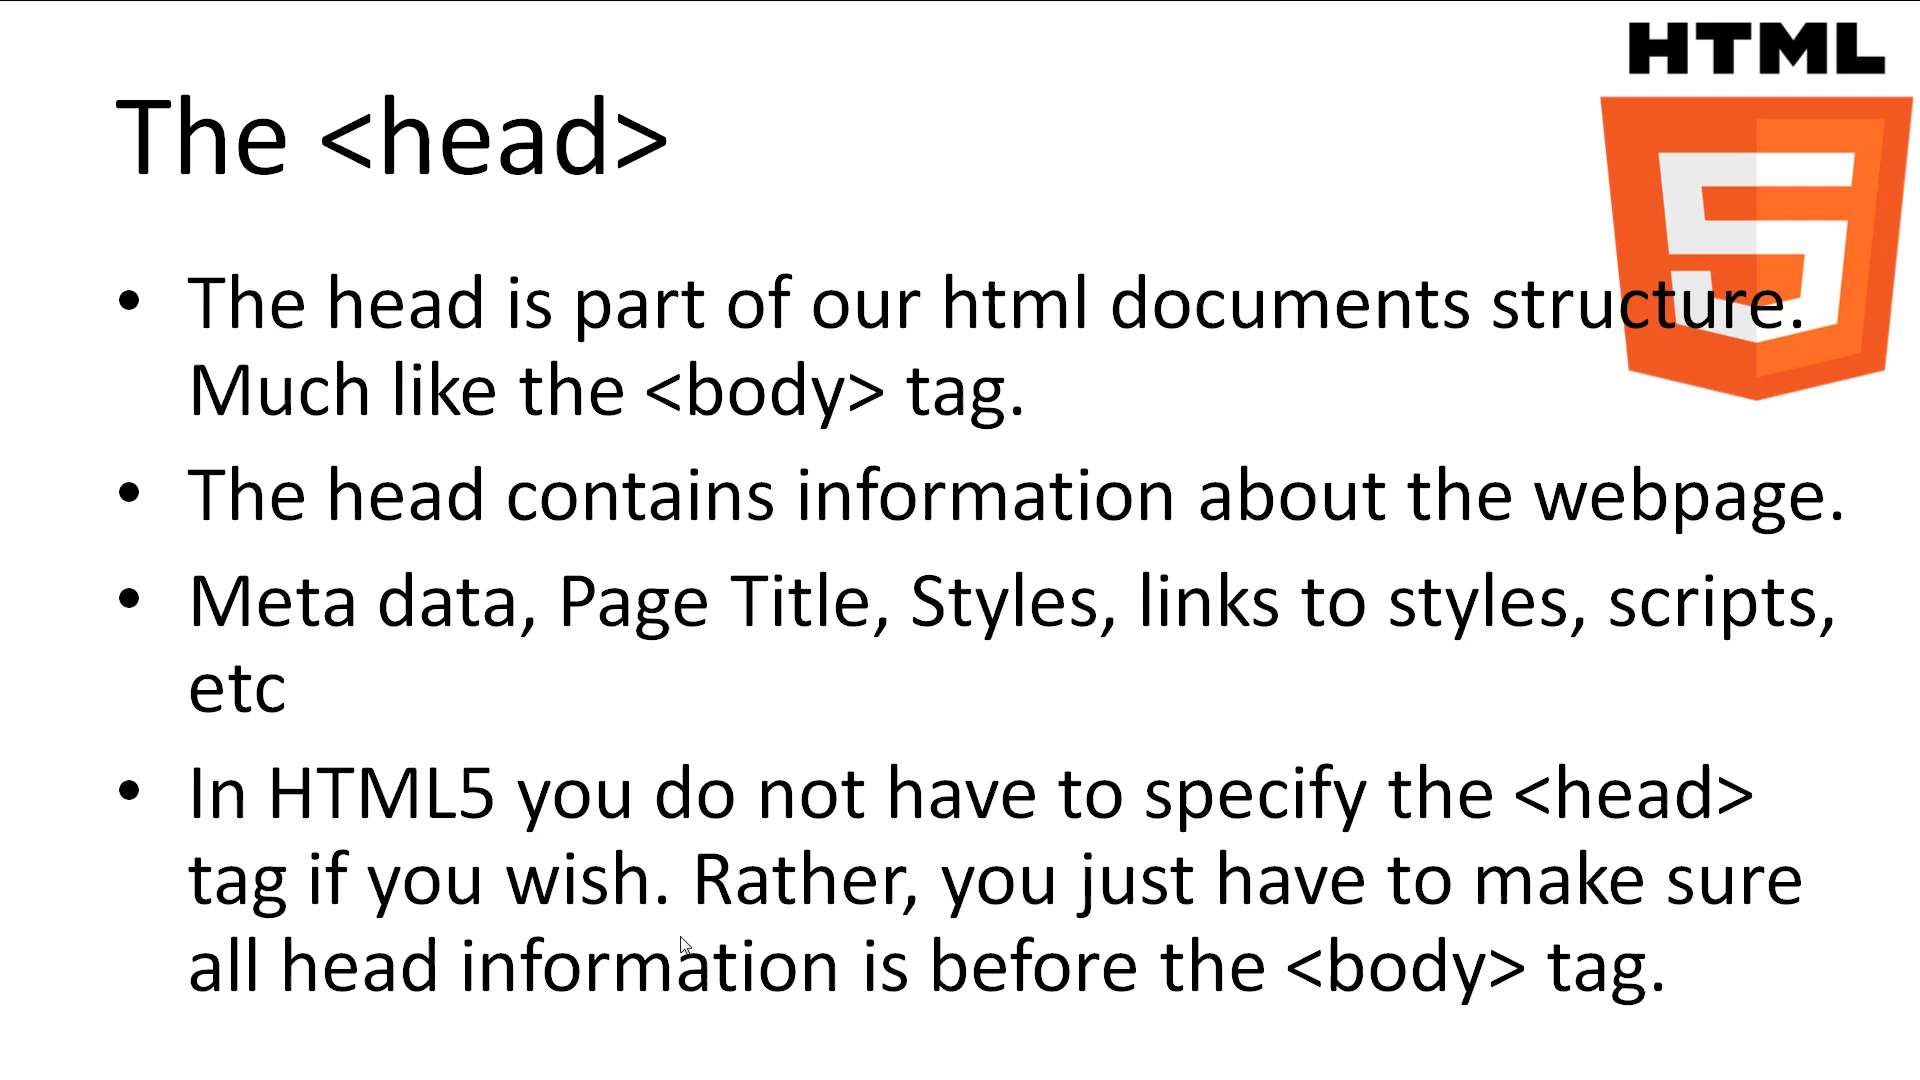 HTML
The <head>
• The head is part of our html documents structure.
Much like the <body> tag.
• The head contains information about the webpage.
• Meta data, Page Title, Styles, links to styles, scripts,
etc
• In HTML5 you do not have to specify the <head>
tag if you wish. Rather, you just have to make sure
all head information is before the <body> tag.